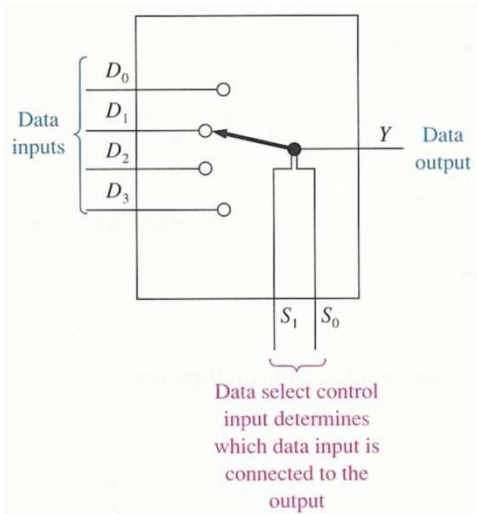 D₀
D₁
D₂
D₃
Data
inputs
Y
Data
output
S₁ S₀
Data select control
input determines
which data input is
connected to the
output